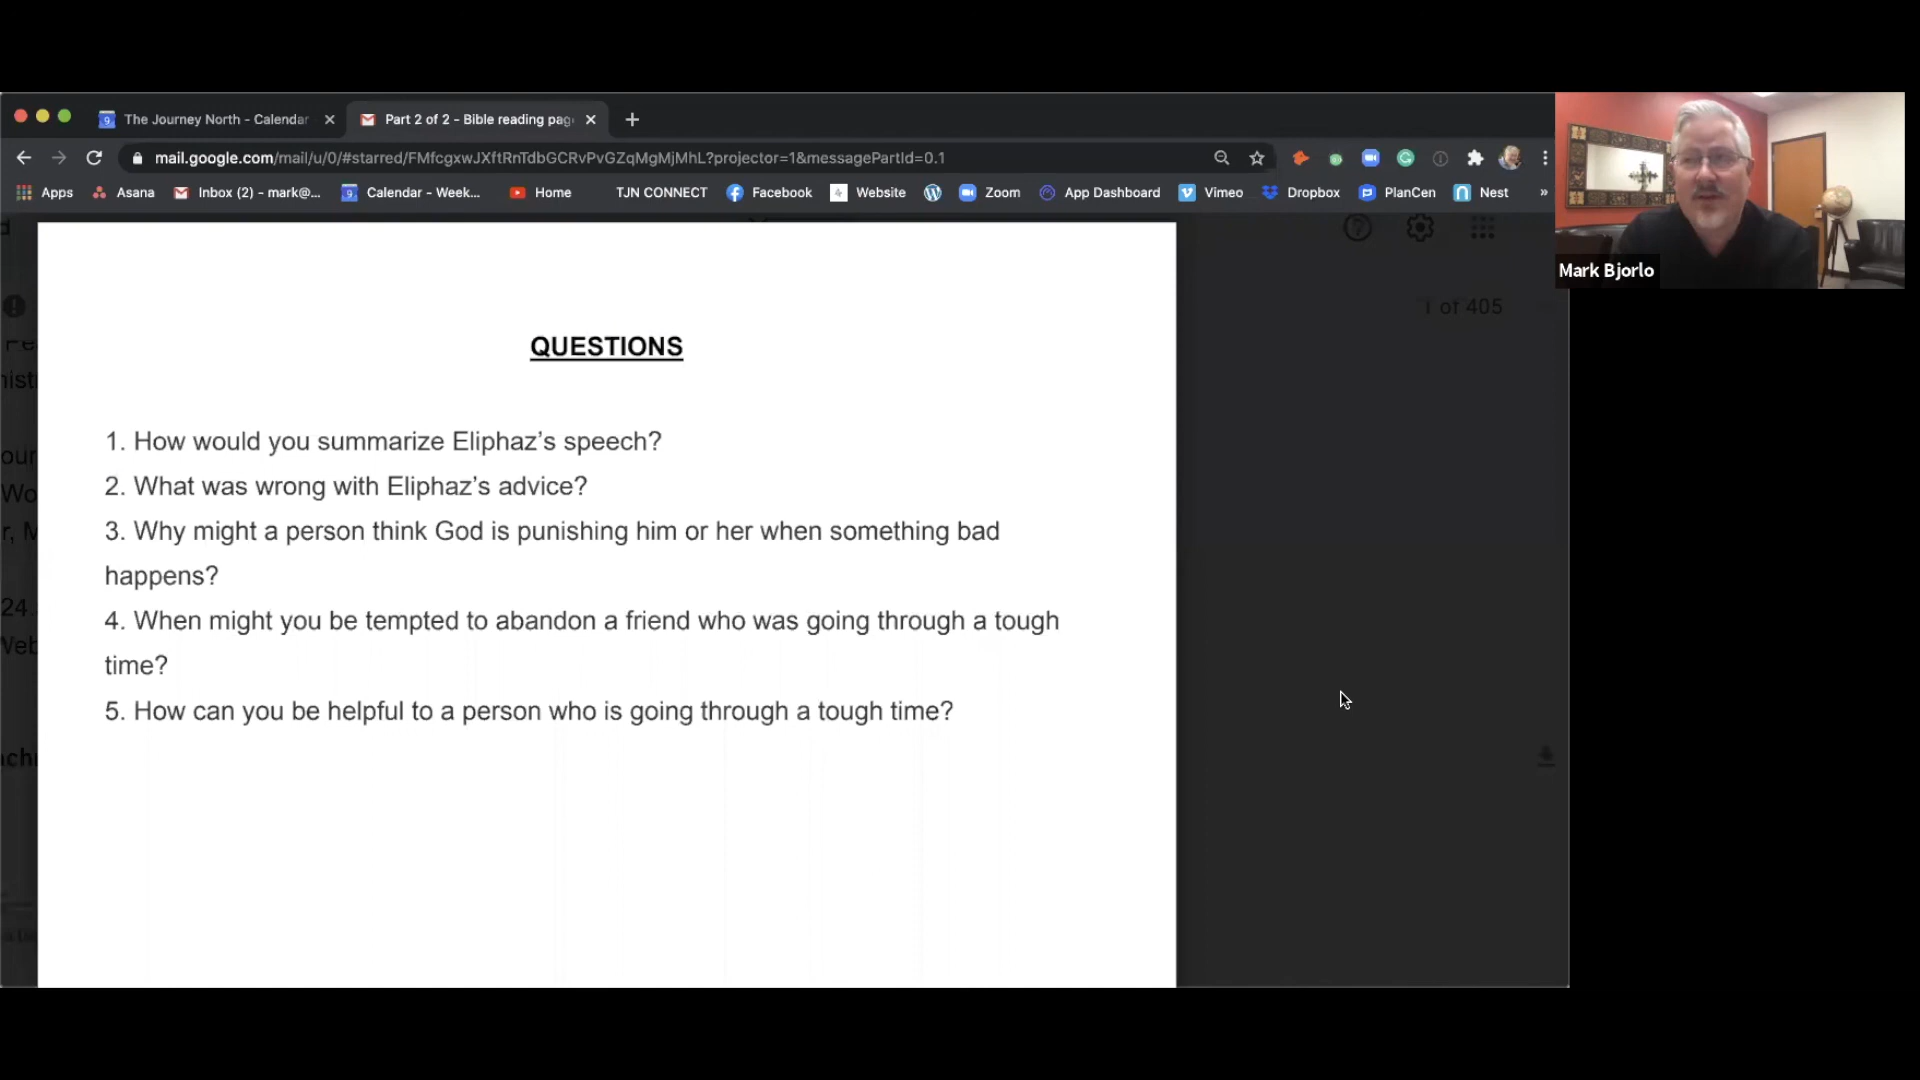 The Journey North - Calendar
Part 2 of 2 - Bible reading pag
mail.google.com/mail/u/0/#starred/FMfcgxwJXftRnTdbGCRvPvGZqMgMjMhL?projector=1&messagePartId=0.1
Apps Asana Inbox (2) - mark@... Calendar - Week... Home TJN CONNECT Facebook Website Zoom App Dashboard Vimeo Dropbox PlanCen Nest »
Mark Bjorlo
1 of 405
QUESTIONS
1. How would you summarize Eliphaz’s speech?
2. What was wrong with Eliphaz’s advice?
3. Why might a person think God is punishing him or her when something bad
happens?
4. When might you be tempted to abandon a friend who was going through a tough
time?
5. How can you be helpful to a person who is going through a tough time?